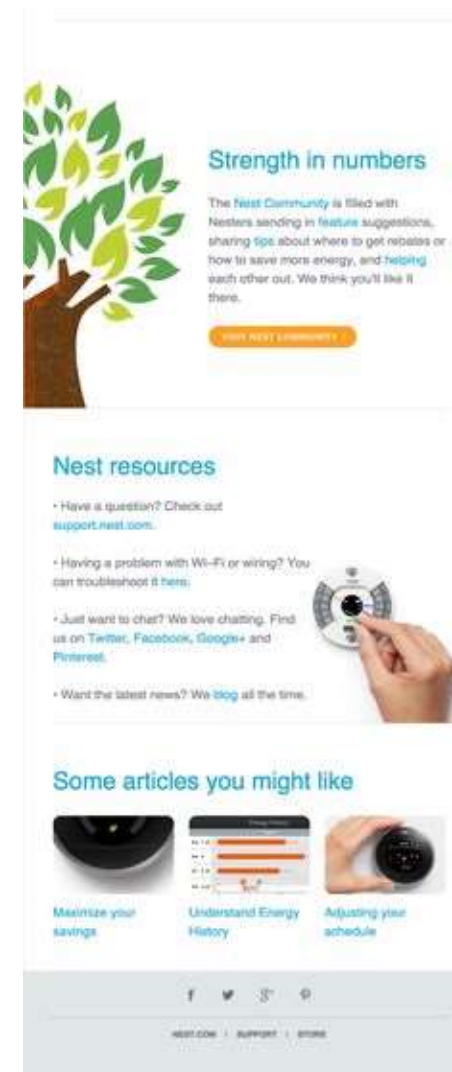 Strength in numbers
The Nest Community is filled with
Nesters sending in feature suggestions,
sharing tips about where to get rebates or
how to save more energy, and helping
each other out. We think you'll like it
there.
VISIT NEST COMMUNITY
Nest resources
• Have a question? Check out
support.nest.com.
• Having a problem with Wi-Fi or wiring? You
can troubleshoot it here.
• Just want to chat? We love chatting. Find
us on Twitter, Facebook, Google+ and
Pinterest.
• Want the latest news? We blog all the time.
Some articles you might like
Energy History
Maximize your
savings
Understand Energy
History
Adjusting your
schedule
NEST.COM | SUPPORT | STORE